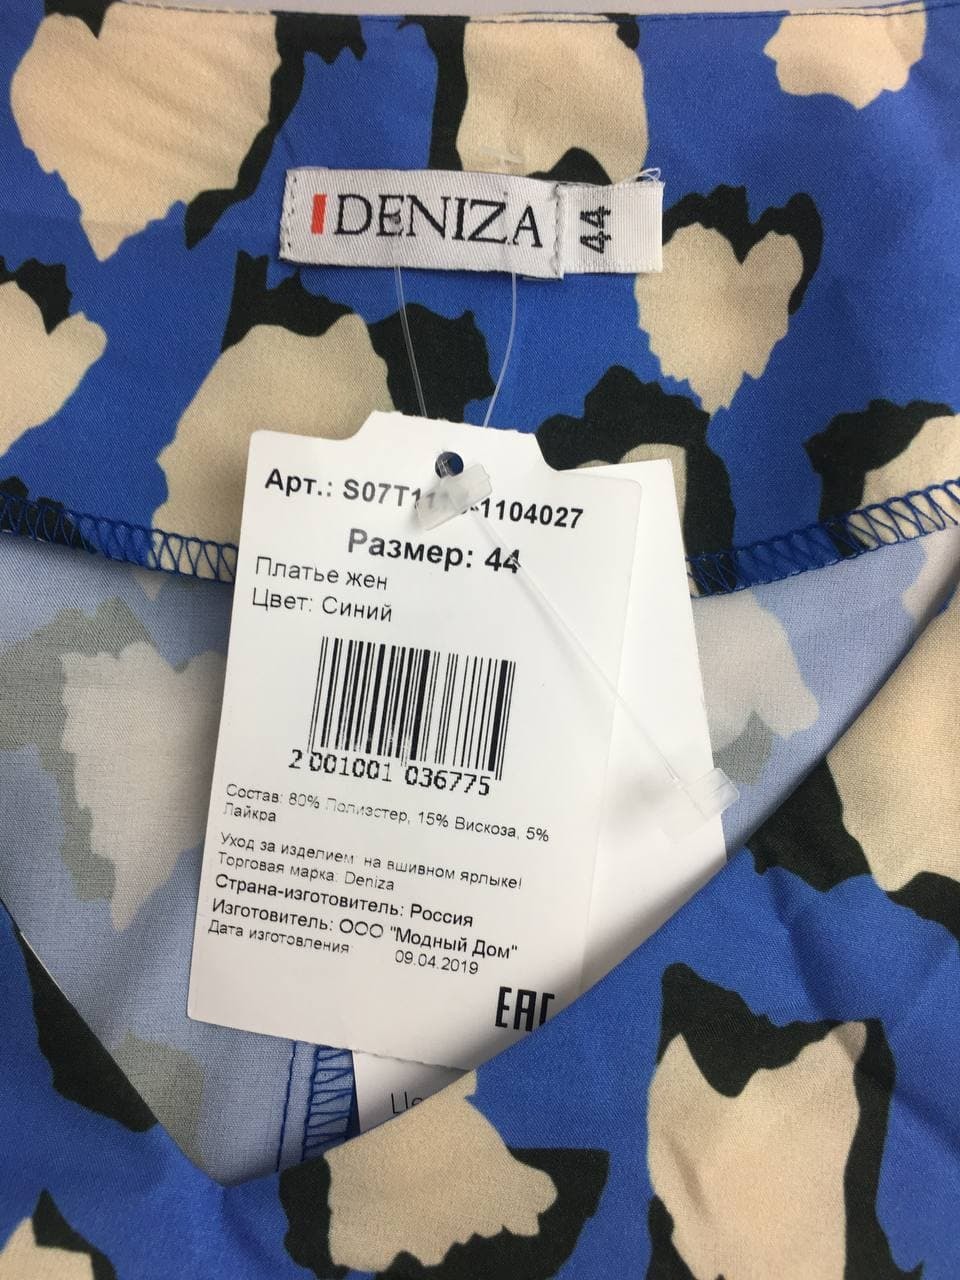 DENIZA
44
Арт.: S07T11 1104027
Размер: 44
Платье жен
Цвет: Синий
2 001001 036775
Состав: 80% Полиэстер, 15% Вискоза, 5%
Лайкра
Уход за изделием на вшивном ярлыке!
Торговая марка: Deniza
Страна-изготовитель: Россия
Изготовитель: ООО "Модный Дом"
Дата изготовления 09.04.2019
EAC